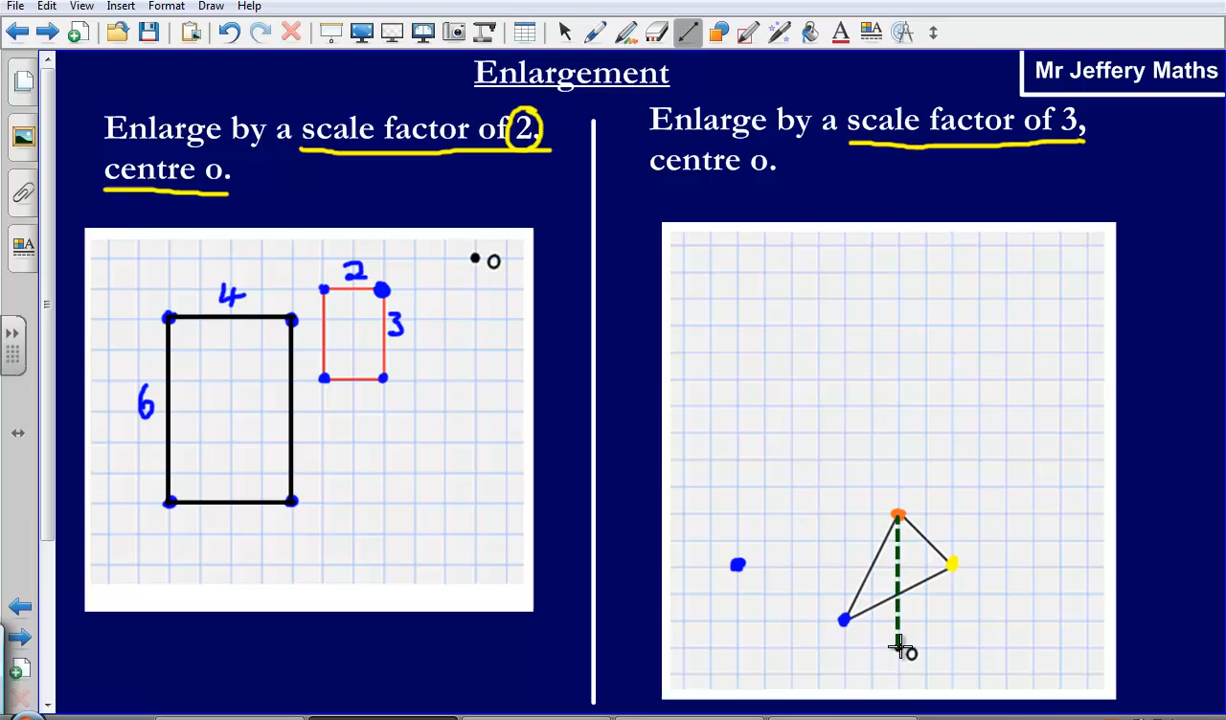 File Edit View Insert Format Draw Help
Enlargement
Mr Jeffery Maths
Enlarge by a scale factor of 2,
centre o.
4
2
3
6
o
Enlarge by a scale factor of 3,
centre o.
o